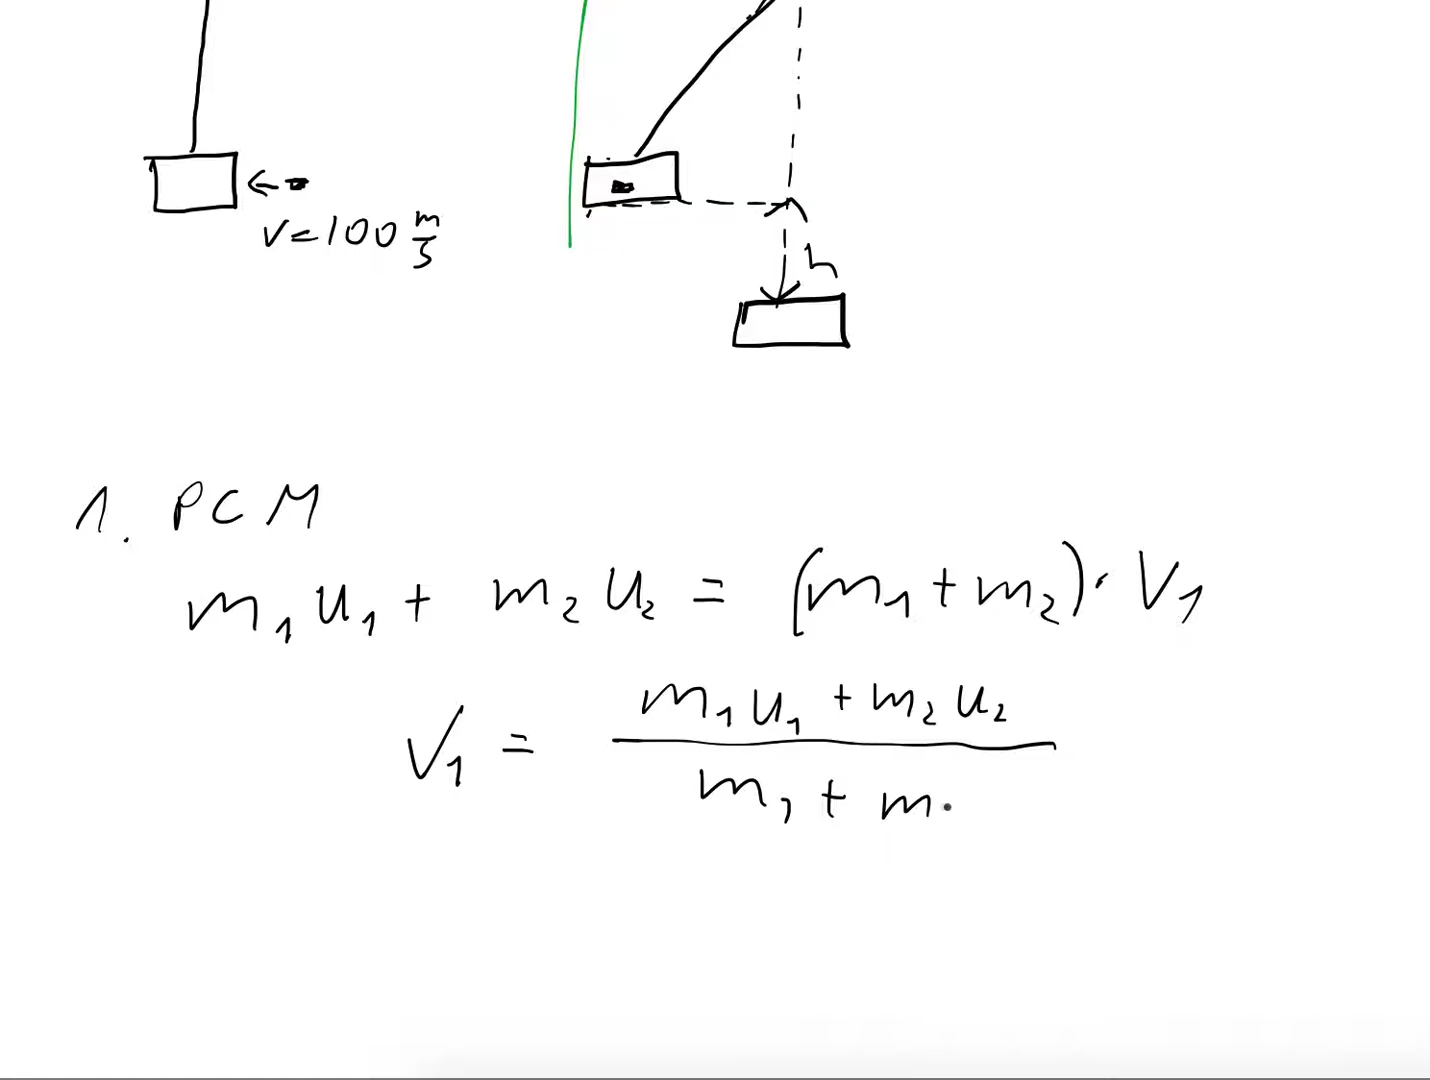 v=100 m/s
h
1. PCM
m₁u₁ + m₂u₂ = (m₁+m₂)·V₁
V₁ = (m₁u₁ + m₂u₂)/(m₁ + m